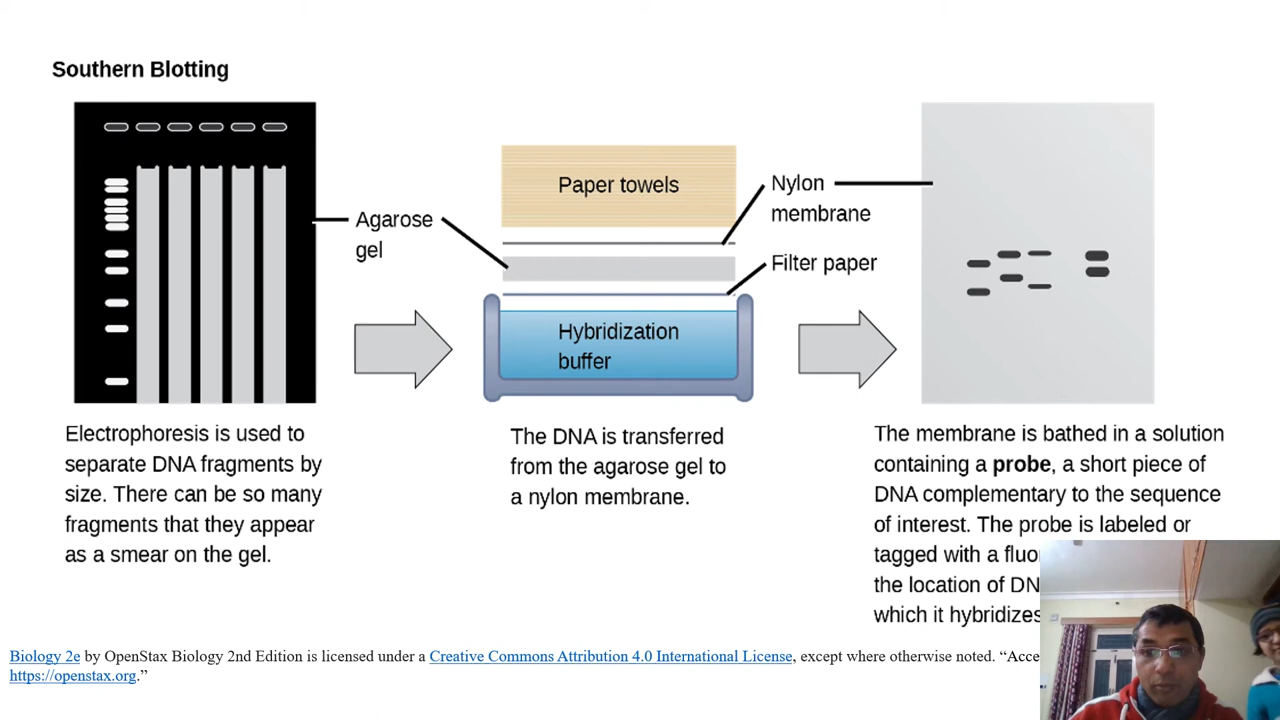 Southern Blotting
Agarose
gel
Paper towels
Nylon
membrane
Filter paper
Hybridization
buffer
Electrophoresis is used to
separate DNA fragments by
size. There can be so many
fragments that they appear
as a smear on the gel.
The DNA is transferred
from the agarose gel to
a nylon membrane.
The membrane is bathed in a solution
containing a probe, a short piece of
DNA complementary to the sequence
of interest. The probe is labeled or
tagged with a
the location of
which it hybridizes
Biology 2e by OpenStax Biology 2nd Edition is licensed under a Creative Commons Attribution 4.0 International License, except where otherwise noted. “
https://openstax.org.”